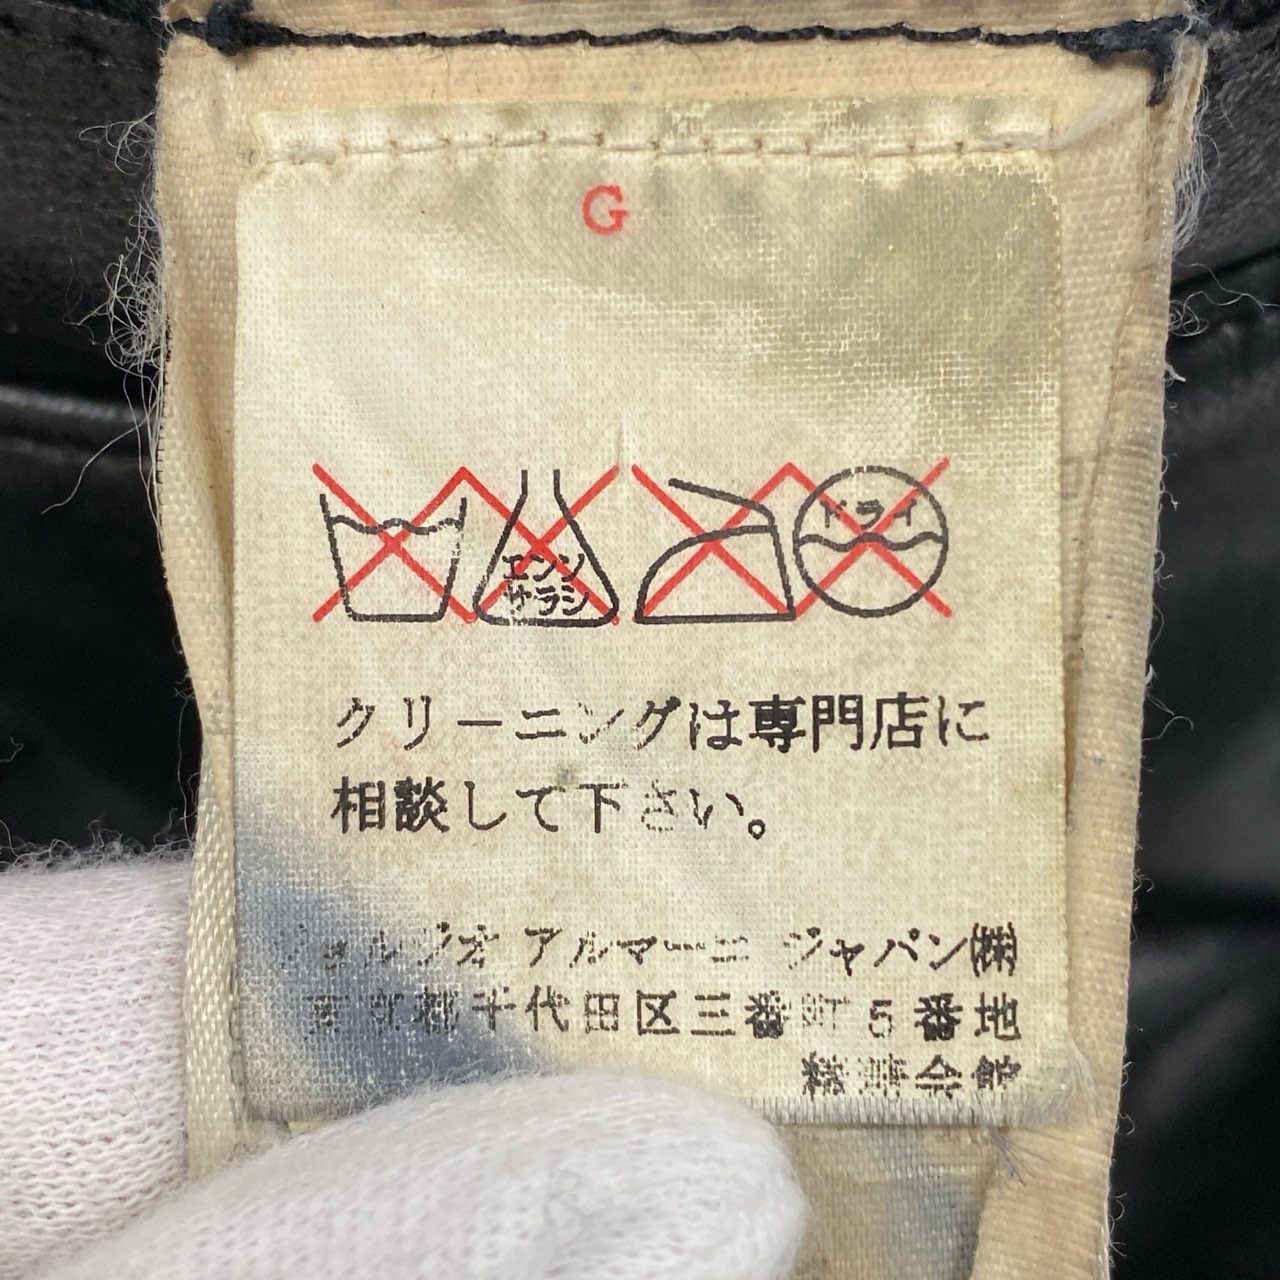 G
エンソ
サラシ
ドライ
クリーニングは専門店に
相談して下さい。
ジョルジオ アルマーニ ジャパン㈱
東京都千代田区三番町5番地
会館